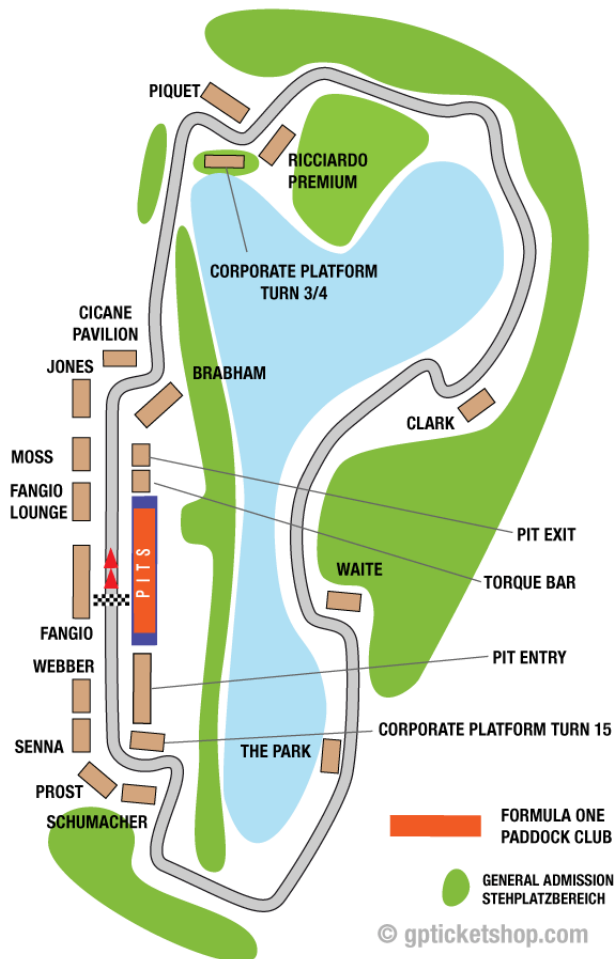 PIQUET
RICCIARDO
PREMIUM
CORPORATE PLATFORM
TURN 3/4
CICANE
PAVILION
JONES
BRABHAM
CLARK
MOSS
FANGIO
LOUNGE
PIT EXIT
PITS
WAITE
TORQUE BAR
FANGIO
WEBBER
PIT ENTRY
SENNA
THE PARK
CORPORATE PLATFORM TURN 15
PROST
SCHUMACHER
FORMULA ONE
PADDOCK CLUB
GENERAL ADMISSION
STEHPLATZBEREICH
© gpticketshop.com